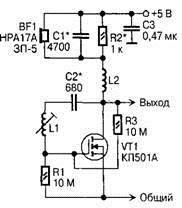 +5 В
BF1
HPA17A
ЗП-5
C1*
4700
R2*
1 к
C3
0,47 мк
C2*
680
L2
Выход
L1
R3
10 М
VT1
КП501А
R1
10 М
Общий